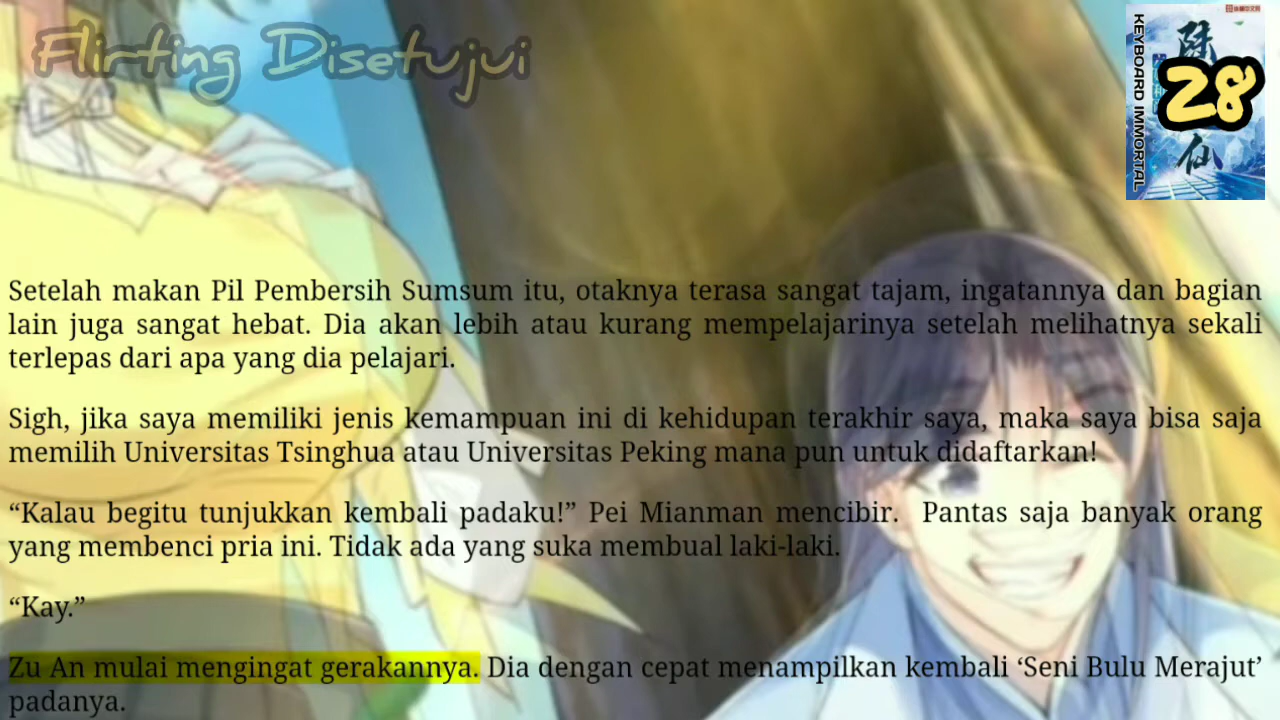 Flirting Disetujui
KEYBOARD IMMORTAL
陆
28
仙
Setelah makan Pil Pembersih Sumsum itu, otaknya terasa sangat tajam, ingatannya dan bagian
lain juga sangat hebat. Dia akan lebih atau kurang mempelajarinya setelah melihatnya sekali
terlepas dari apa yang dia pelajari.
Sigh, jika saya memiliki jenis kemampuan ini di kehidupan terakhir saya, maka saya bisa saja
memilih Universitas Tsinghua atau Universitas Peking mana pun untuk didaftarkan!
“Kalau begitu tunjukkan kembali padaku!” Pei Mianman mencibir. Pantas saja banyak orang
yang membenci pria ini. Tidak ada yang suka membual laki-laki.
“Kay.”
Zu An mulai mengingat gerakannya. Dia dengan cepat menampilkan kembali ‘Seni Bulu Merajut’
padanya.